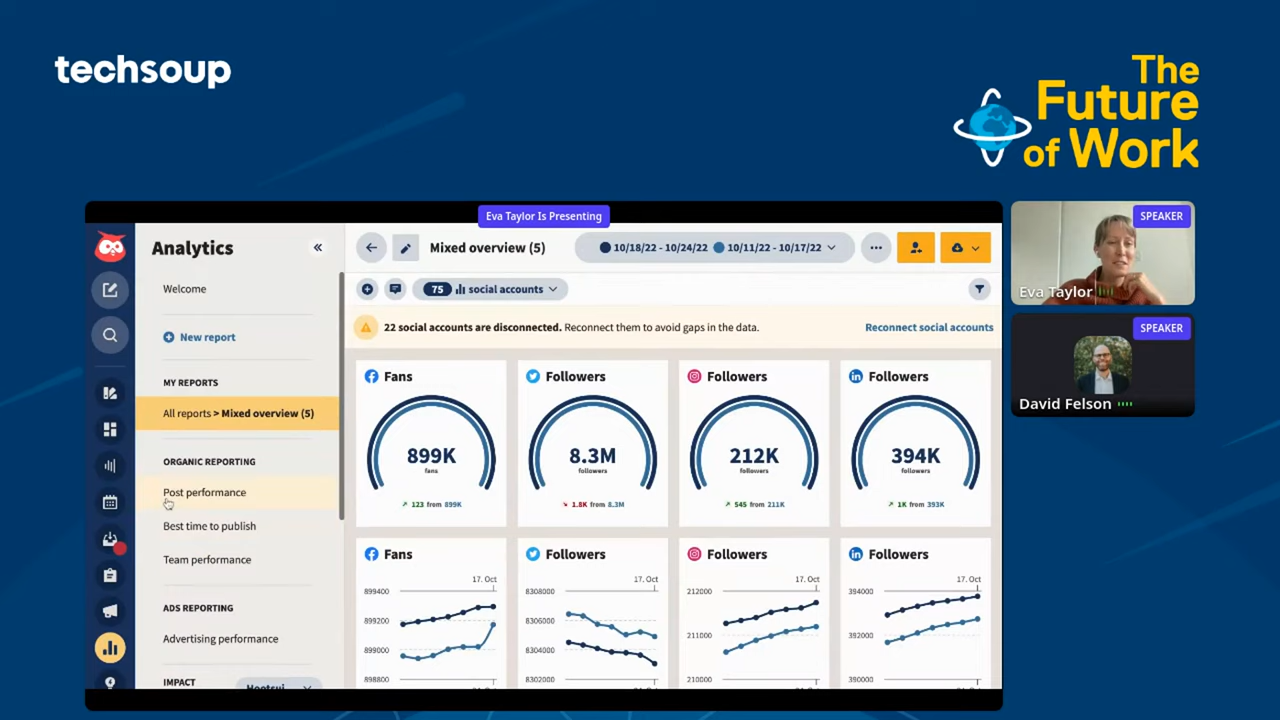 techsoup
The
Future
of Work
Eva Taylor Is Presenting
SPEAKER
Eva Taylor
SPEAKER
David Felson
Analytics
«
Welcome
New report
MY REPORTS
All reports > Mixed overview (5)
ORGANIC REPORTING
Post performance
Best time to publish
Team performance
ADS REPORTING
Advertising performance
IMPACT
Mixed overview (5)
10/18/22 - 10/24/22 10/11/22 - 10/17/22
75 social accounts
22 social accounts are disconnected. Reconnect them to avoid gaps in the data. Reconnect social accounts
Fans Followers Followers Followers
899K 8.3M 212K 394K
fans followers followers followers
123 from 899K 1.8K from 8.3M 545 from 211K 1K from 393K
Fans Followers Followers Followers
17. Oct 17. Oct 17. Oct 17. Oct
899400 8308000 212000 394000
899200 8306000
899000 8304000 211000 392000
898800 8302000 210000 390000